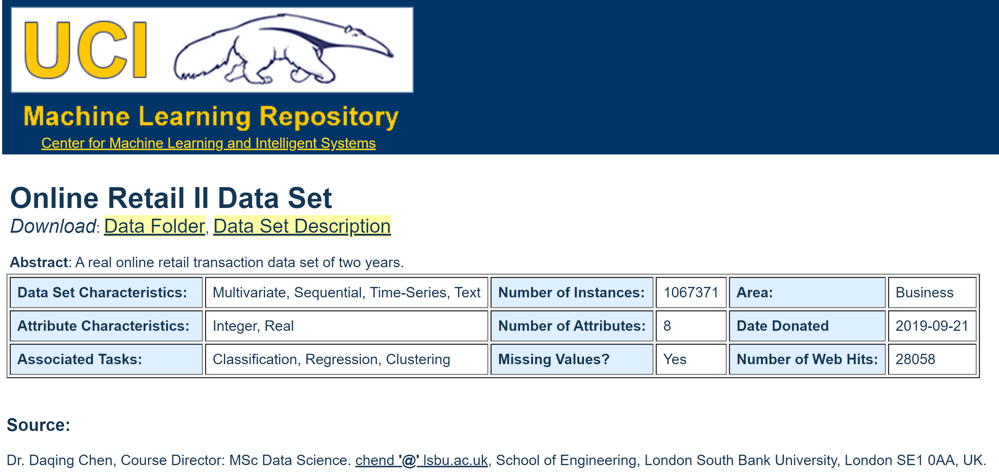 UCI
Machine Learning Repository
Center for Machine Learning and Intelligent Systems
Online Retail II Data Set
Download: Data Folder, Data Set Description
Abstract: A real online retail transaction data set of two years.
Data Set Characteristics: Multivariate, Sequential, Time-Series, Text Number of Instances: 1067371 Area: Business
Attribute Characteristics: Integer, Real Number of Attributes: 8 Date Donated 2019-09-21
Associated Tasks: Classification, Regression, Clustering Missing Values? Yes Number of Web Hits: 28058
Source:
Dr. Daqing Chen, Course Director: MSc Data Science. chend '@' lsbu.ac.uk, School of Engineering, London South Bank University, London SE1 0AA, UK.